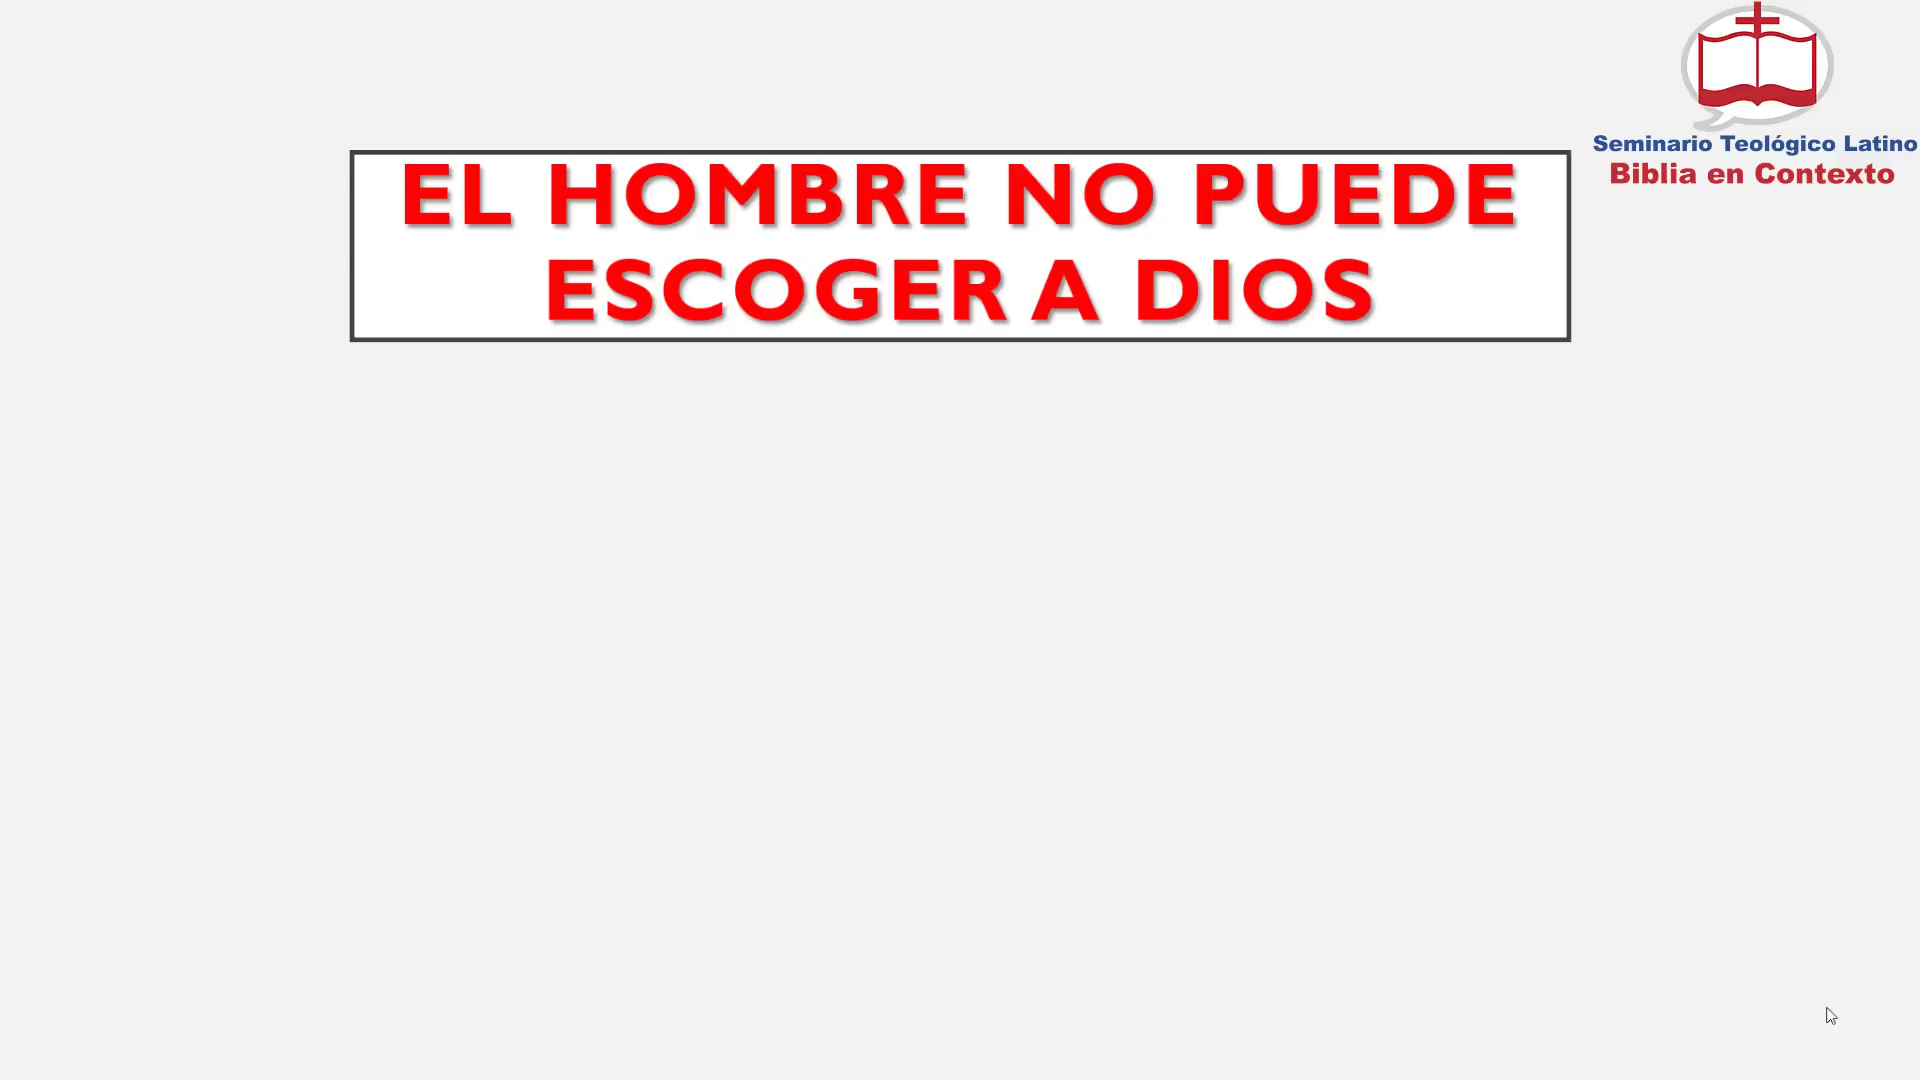 EL HOMBRE NO PUEDE
ESCOGER A DIOS
Seminario Teológico Latino
Biblia en Contexto